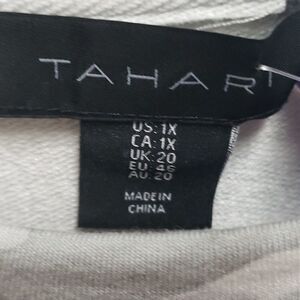 TAHARI
US: 1X
CA: 1X
UK: 20
EU: 46
AU: 20
MADE IN
CHINA